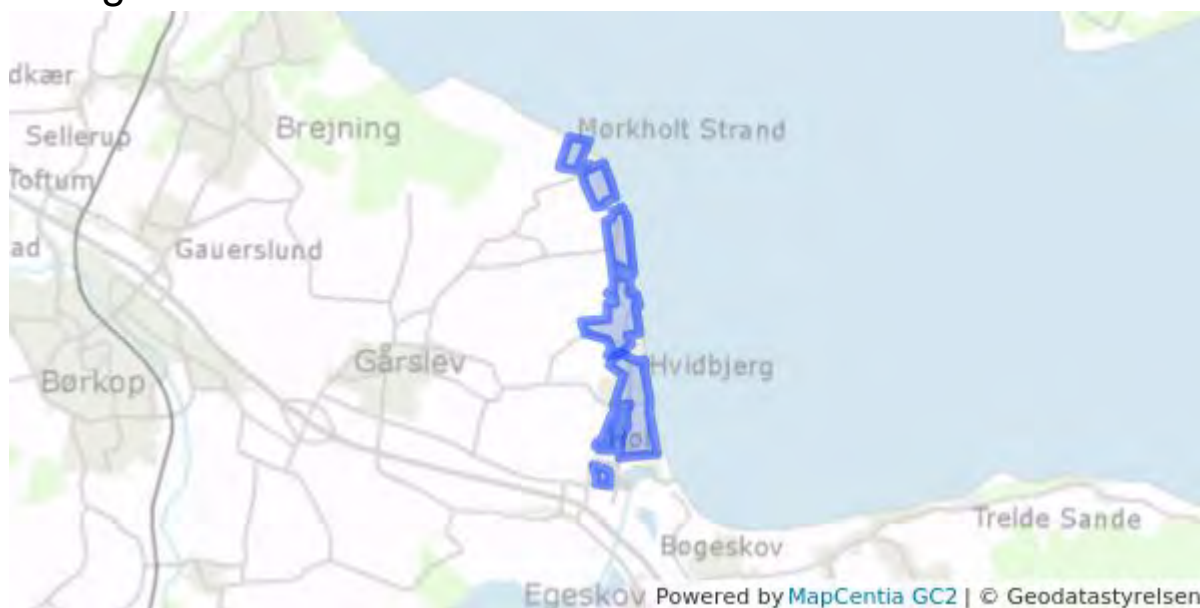 dkær
Brejning
Mørkholt Strand
Sellerup
Toftum
ad
Gauerslund
Gårslev
Hvidbjerg
Børkop
Trelde Sande
Bøgeskov
Egeskov
Powered by MapCentia GC2 | © Geodatastyrelsen